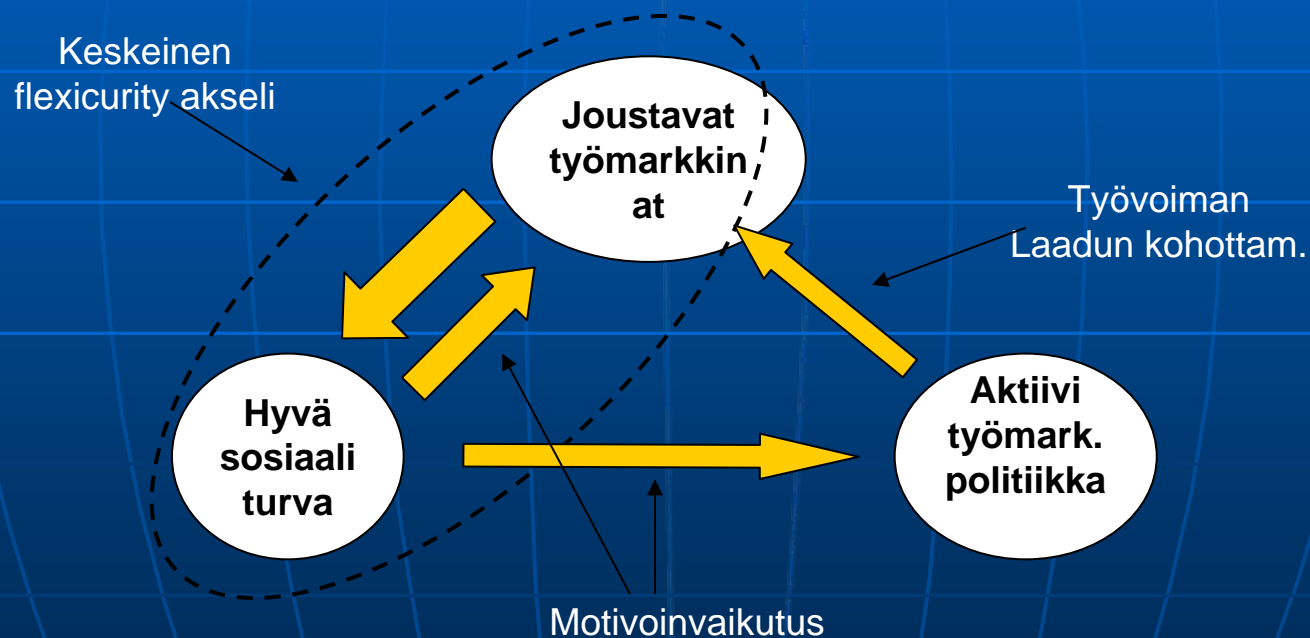 Keskeinen
flexicurity akseli
Joustavat
työmarkkin
at
Työvoiman
Laadun kohottam.
Hyvä
sosiaali
turva
Aktiivi
työmark.
politiikka
Motivoinvaikutus